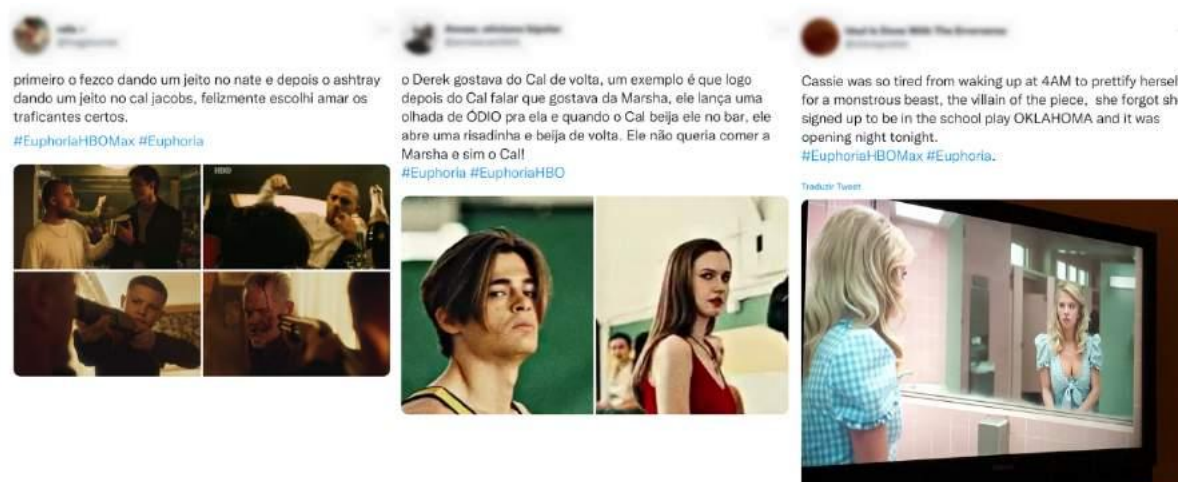 primeiro o fezco dando um jeito no nate e depois o ashtray
dando um jeito no cal jacobs, felizmente escolhi amar os
traficantes certos.
#EuphoriaHBOMax #Euphoria
HBO
o Derek gostava do Cal de volta, um exemplo é que logo
depois do Cal falar que gostava da Marsha, ele lança uma
olhada de ÓDIO pra ela e quando o Cal beija ele no bar, ele
abre uma risadinha e beija de volta. Ele não queria comer a
Marsha e sim o Cal!
#Euphoria #EuphoriaHBO
Cassie was so tired from waking up at 4AM to prettify hersel
for a monstrous beast, the villain of the piece, she forgot sh
signed up to be in the school play OKLAHOMA and it was
opening night tonight.
#EuphoriaHBOMax #Euphoria.
Traduzir Tweet